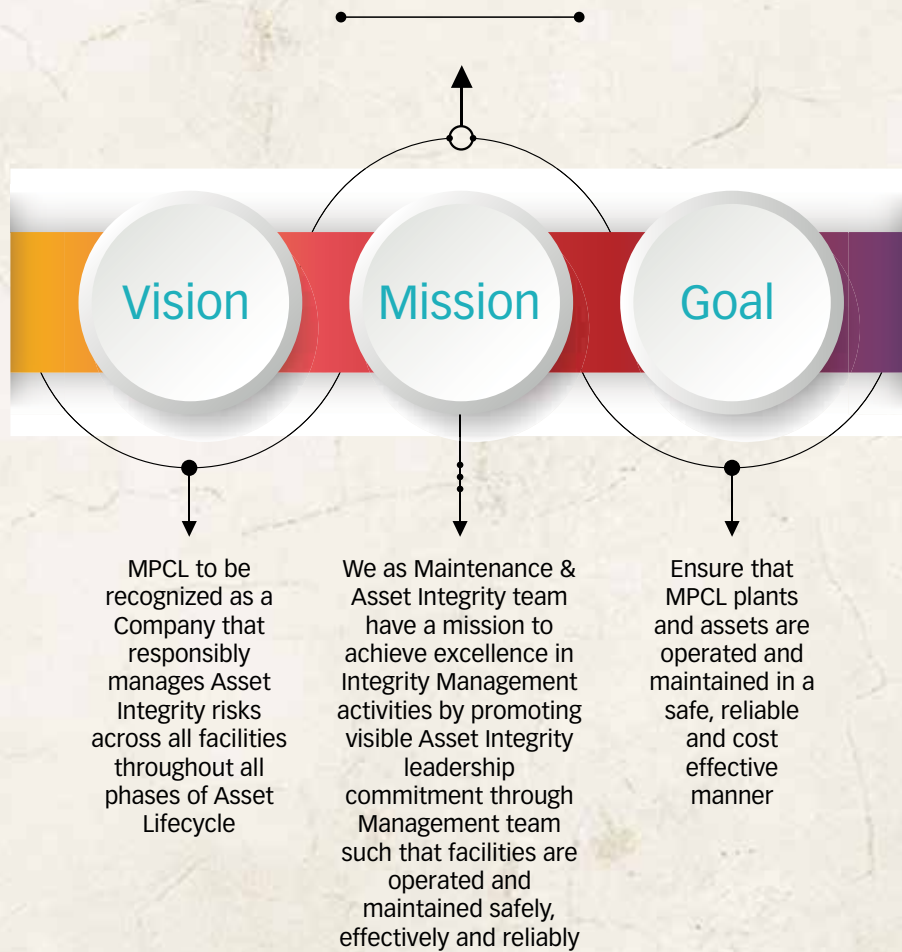 Vision
Mission
Goal
MPCL to be
recognized as a
Company that
responsibly
manages Asset
Integrity risks
across all facilities
throughout all
phases of Asset
Lifecycle
We as Maintenance &
Asset Integrity team
have a mission to
achieve excellence in
Integrity Management
activities by promoting
visible Asset Integrity
leadership
commitment through
Management team
such that facilities are
operated and
maintained safely,
effectively and reliably
Ensure that
MPCL plants
and assets are
operated and
maintained in a
safe, reliable
and cost
effective
manner